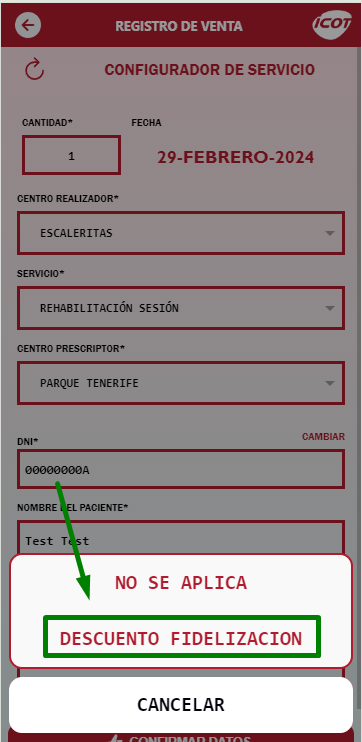 REGISTRO DE VENTA
iCOT
CONFIGURADOR DE SERVICIO
CANTIDAD*
FECHA
1
29-FEBRERO-2024
CENTRO REALIZADOR*
ESCALERITAS
SERVICIO*
REHABILITACIÓN SESIÓN
CENTRO PRESCRIPTOR*
PARQUE TENERIFE
DNI*
CAMBIAR
00000000A
NOMBRE DEL PACIENTE*
Test Test
NO SE APLICA
DESCUENTO FIDELIZACION
CANCELAR
CONFIRMAR DATOS